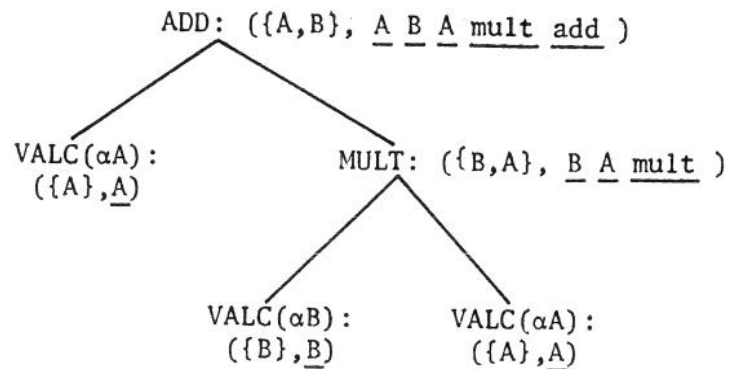 ADD: ({A,B}, A B A mult add )
VALC(αA): MULT: ({B,A}, B A mult )
({A},A)
VALC(αB): VALC(αA):
({B},B) ({A},A)